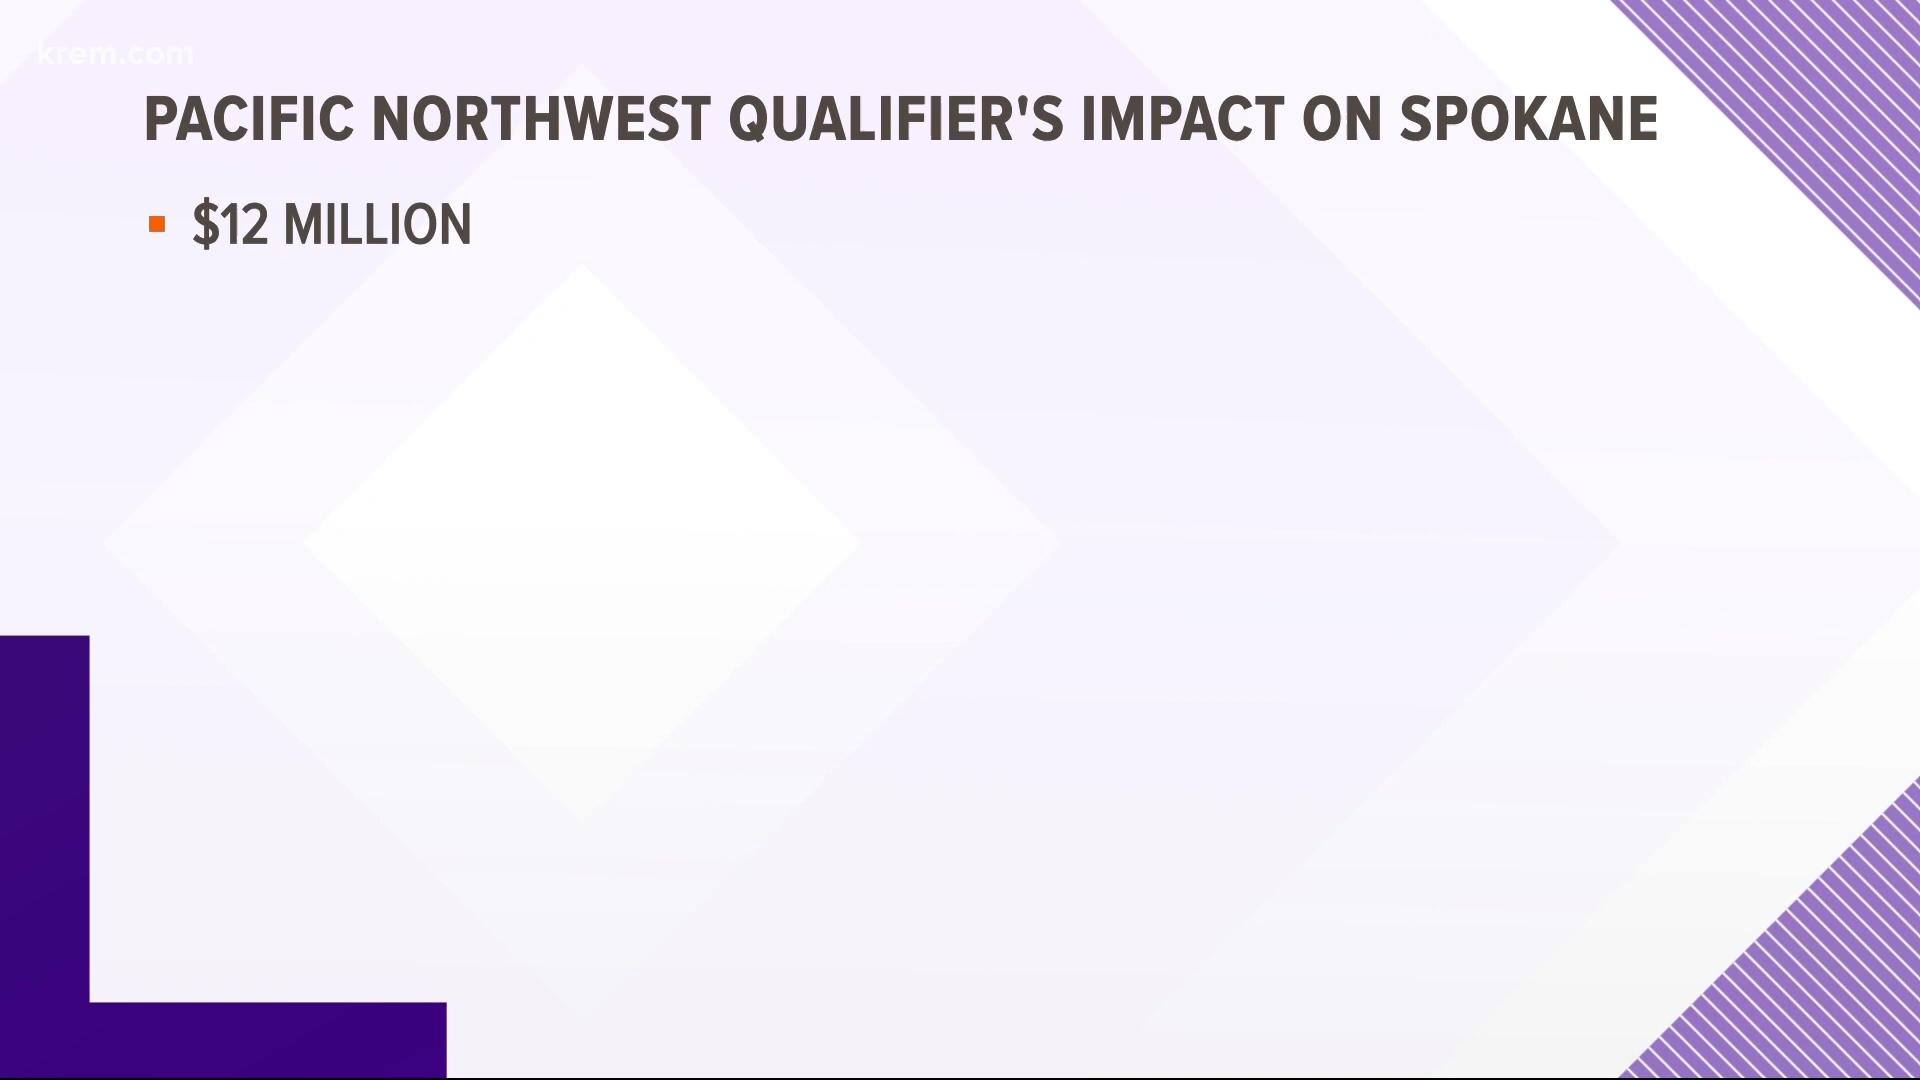 krem.com
PACIFIC NORTHWEST QUALIFIER'S IMPACT ON SPOKANE
$12 MILLION